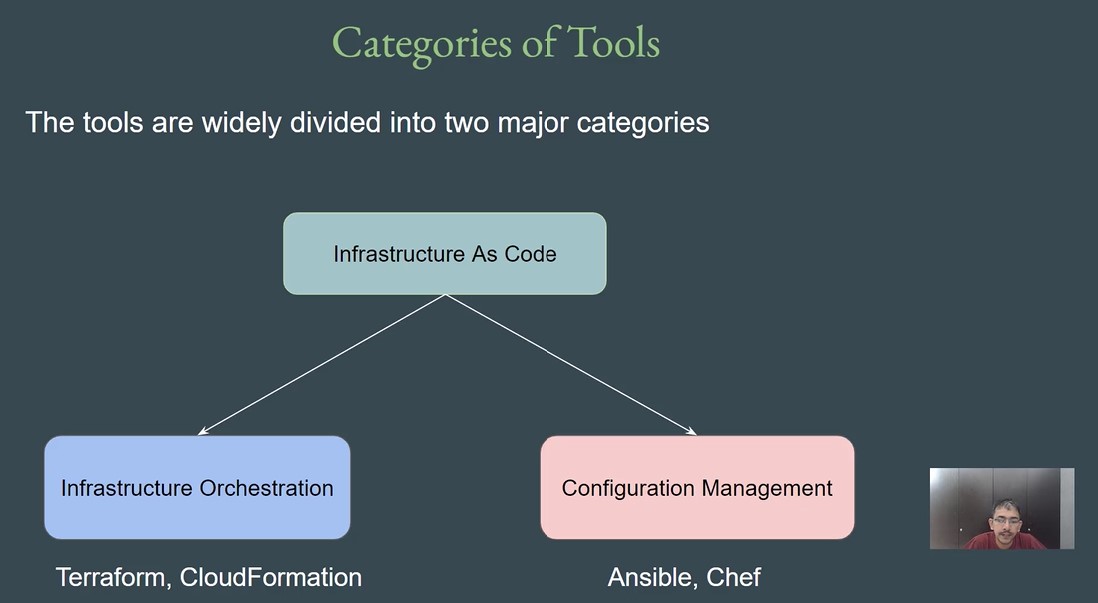 Categories of Tools
The tools are widely divided into two major categories
Infrastructure As Code
Infrastructure Orchestration
Configuration Management
Terraform, CloudFormation
Ansible, Chef